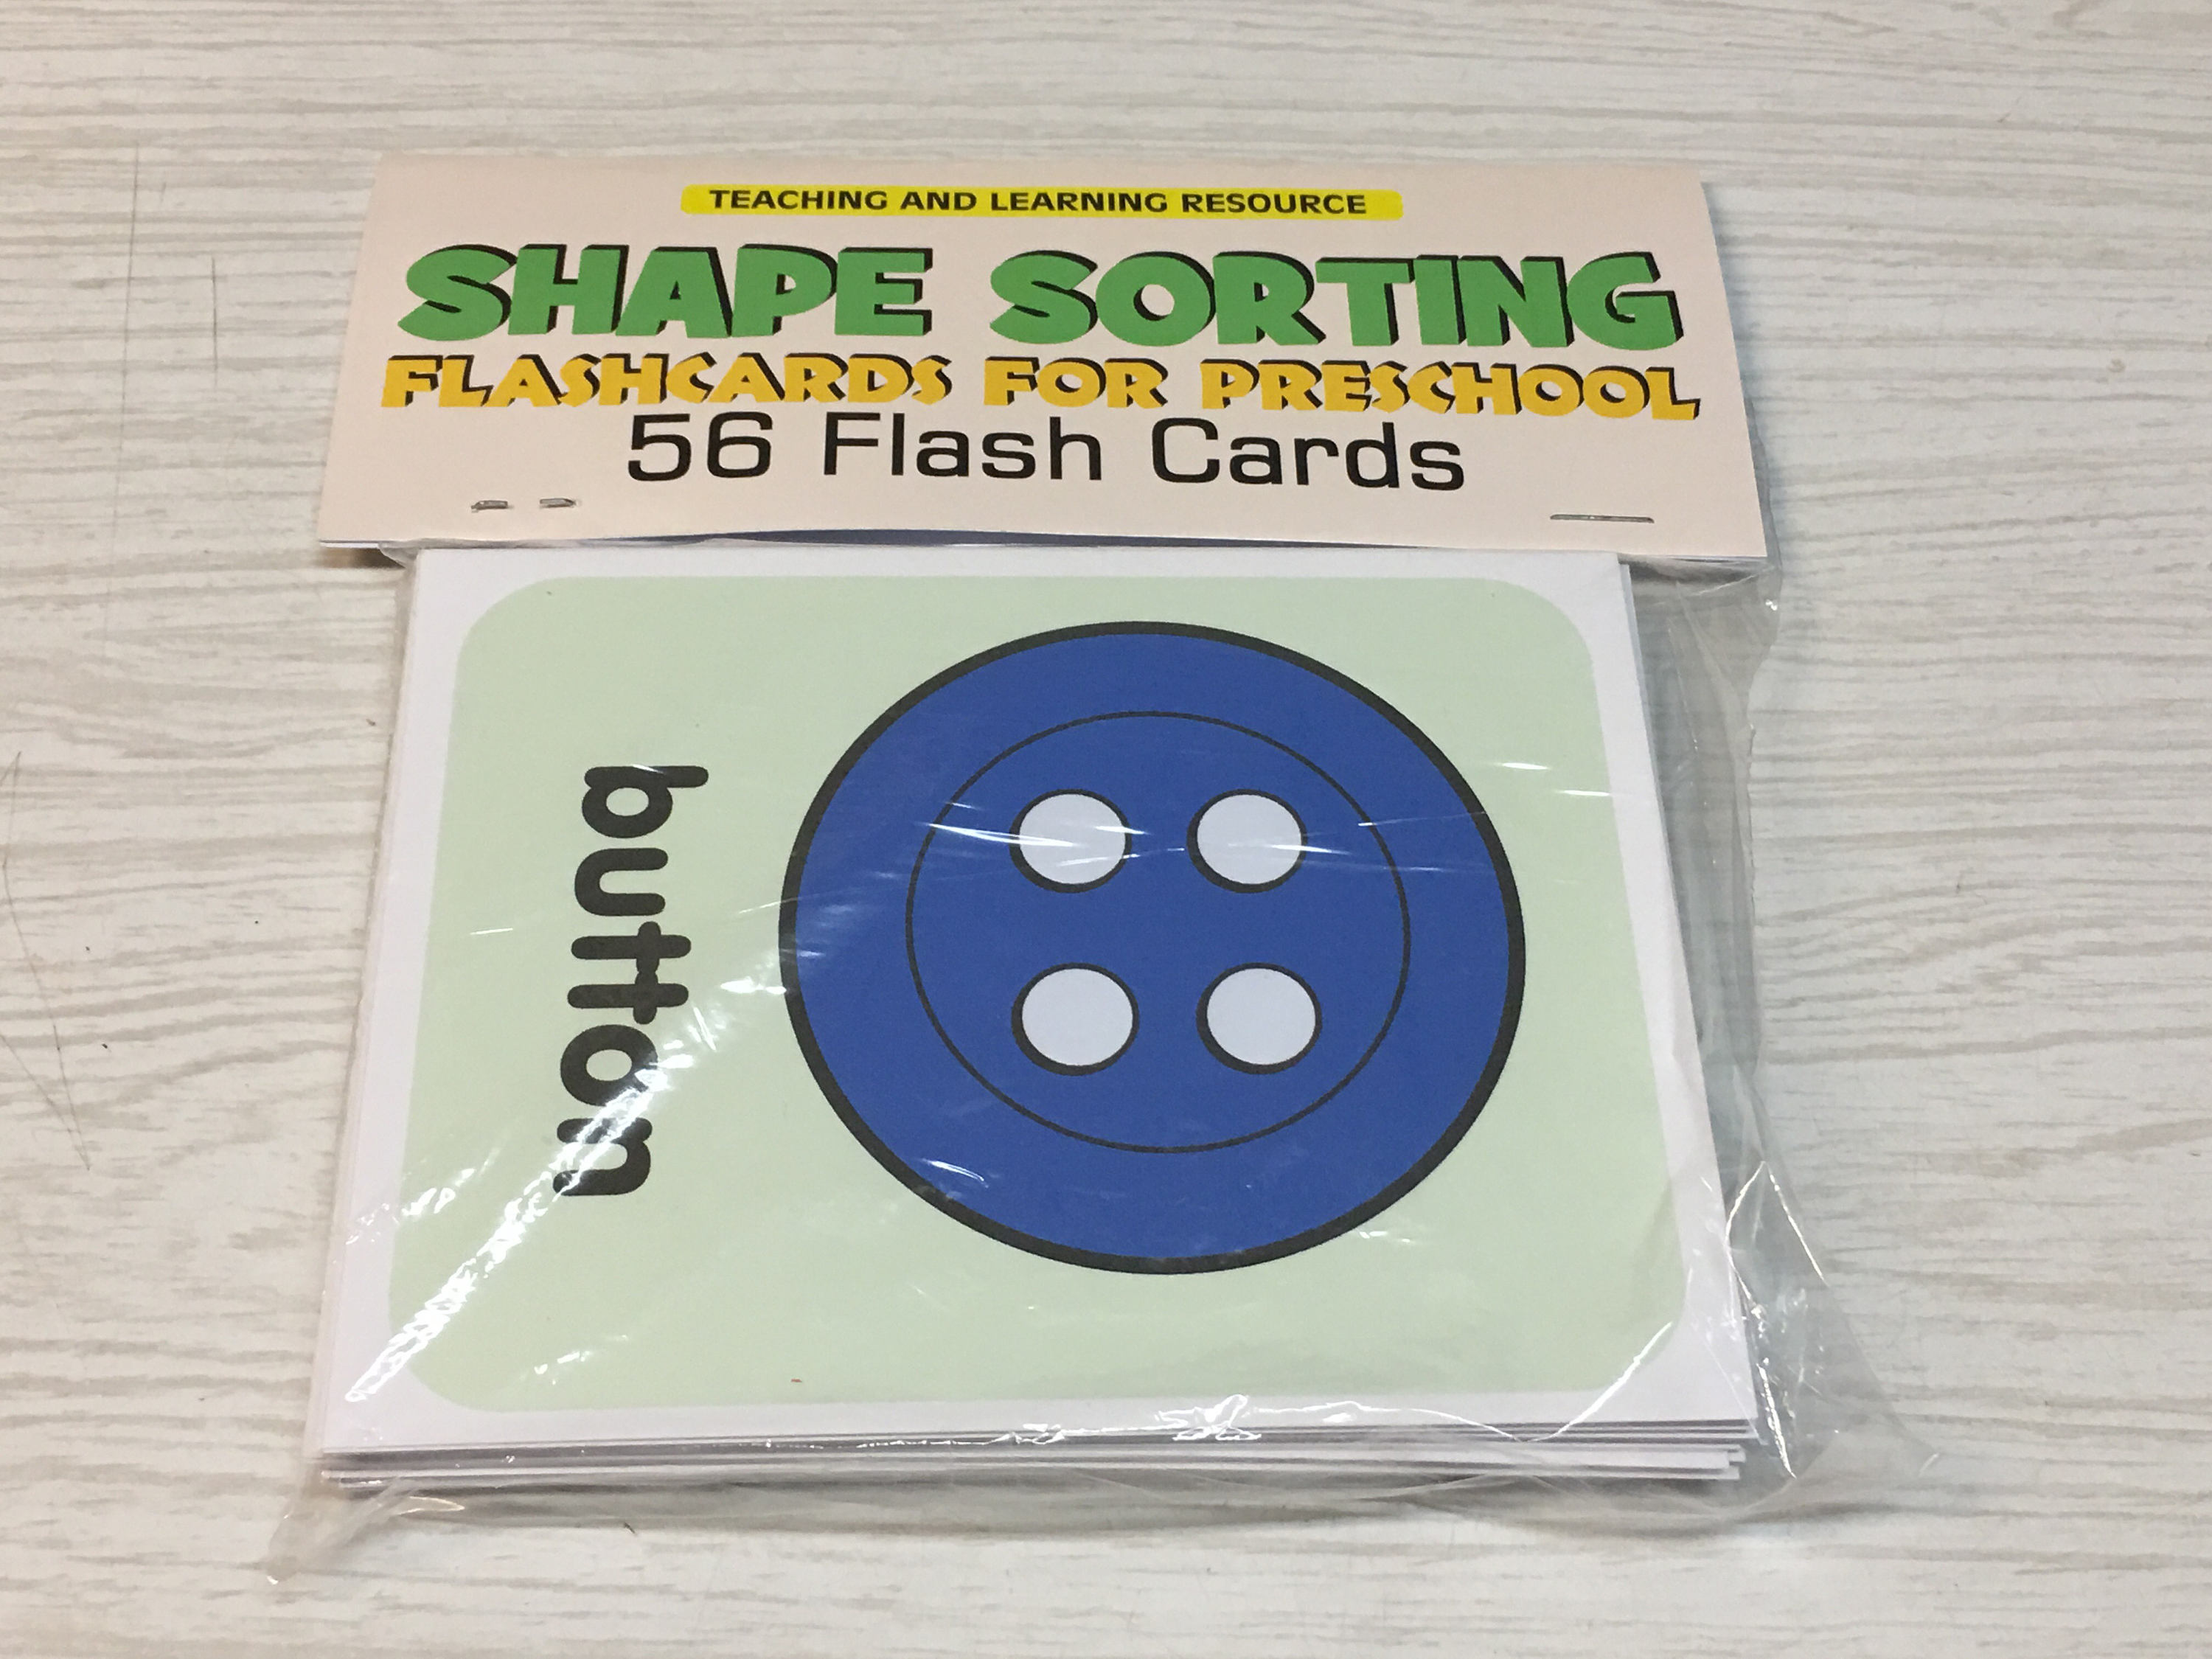 TEACHING AND LEARNING RESOURCE
SHAPE SORTING
FLASHCARDS FOR PRESCHOOL
56 Flash Cards
button